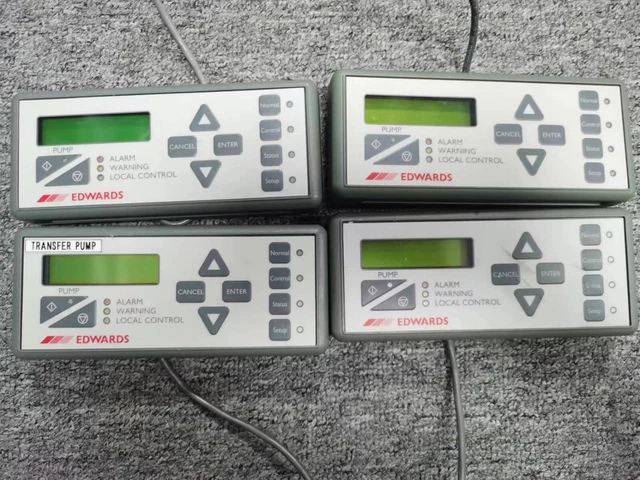 Normal
Control
PUMP
CANCEL
ENTER
ALARM
WARNING
LOCAL CONTROL
Status
Setup
EDWARDS
Normal
Control
PUMP
CANCEL
ENTER
ALARM
WARNING
LOCAL CONTROL
Status
Setup
EDWARDS
TRANSFER PUMP
Normal
Control
PUMP
CANCEL
ENTER
ALARM
WARNING
LOCAL CONTROL
Status
Setup
EDWARDS
Normal
Control
PUMP
CANCEL
ENTER
ALARM
WARNING
LOCAL CONTROL
Setup
EDWARDS